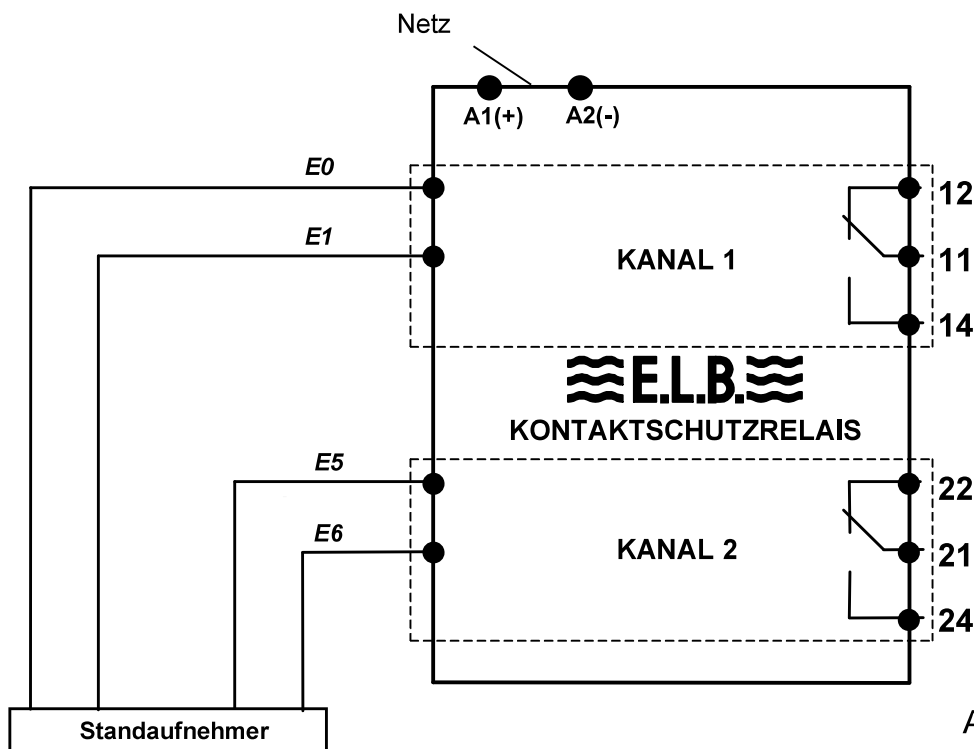 Netz
A1(+) A2(-)
E0
12
E1
KANAL 1
11
14
E.L.B.
KONTAKTSCHUTZRELAIS
E5
22
E6
KANAL 2
21
24
Standaufnehmer
A